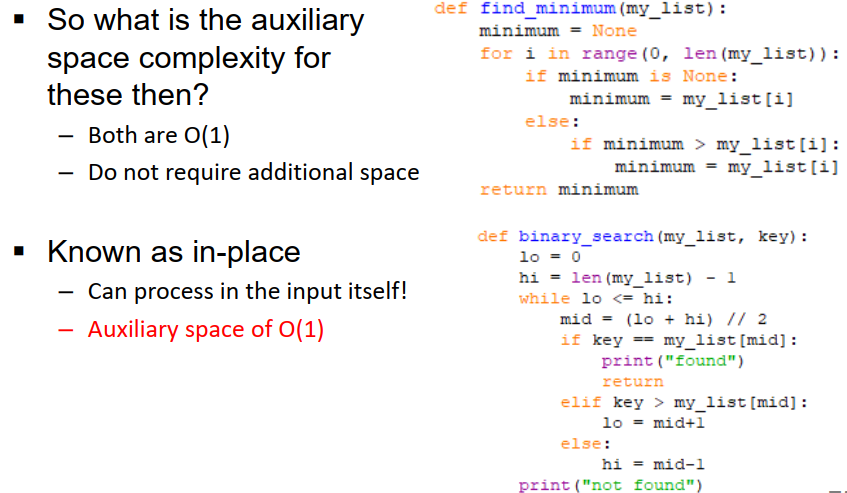 ▪ So what is the auxiliary
space complexity for
these then?
– Both are O(1)
– Do not require additional space
▪ Known as in-place
– Can process in the input itself!
– Auxiliary space of O(1)
def find_minimum(my_list):
    minimum = None
    for i in range(0, len(my_list)):
        if minimum is None:
            minimum = my_list[i]
        else:
            if minimum > my_list[i]:
                minimum = my_list[i]
    return minimum
def binary_search(my_list, key):
    lo = 0
    hi = len(my_list) - 1
    while lo <= hi:
        mid = (lo + hi) // 2
        if key == my_list[mid]:
            print("found")
            return
        elif key > my_list[mid]:
            lo = mid+1
        else:
            hi = mid-1
    print("not found")